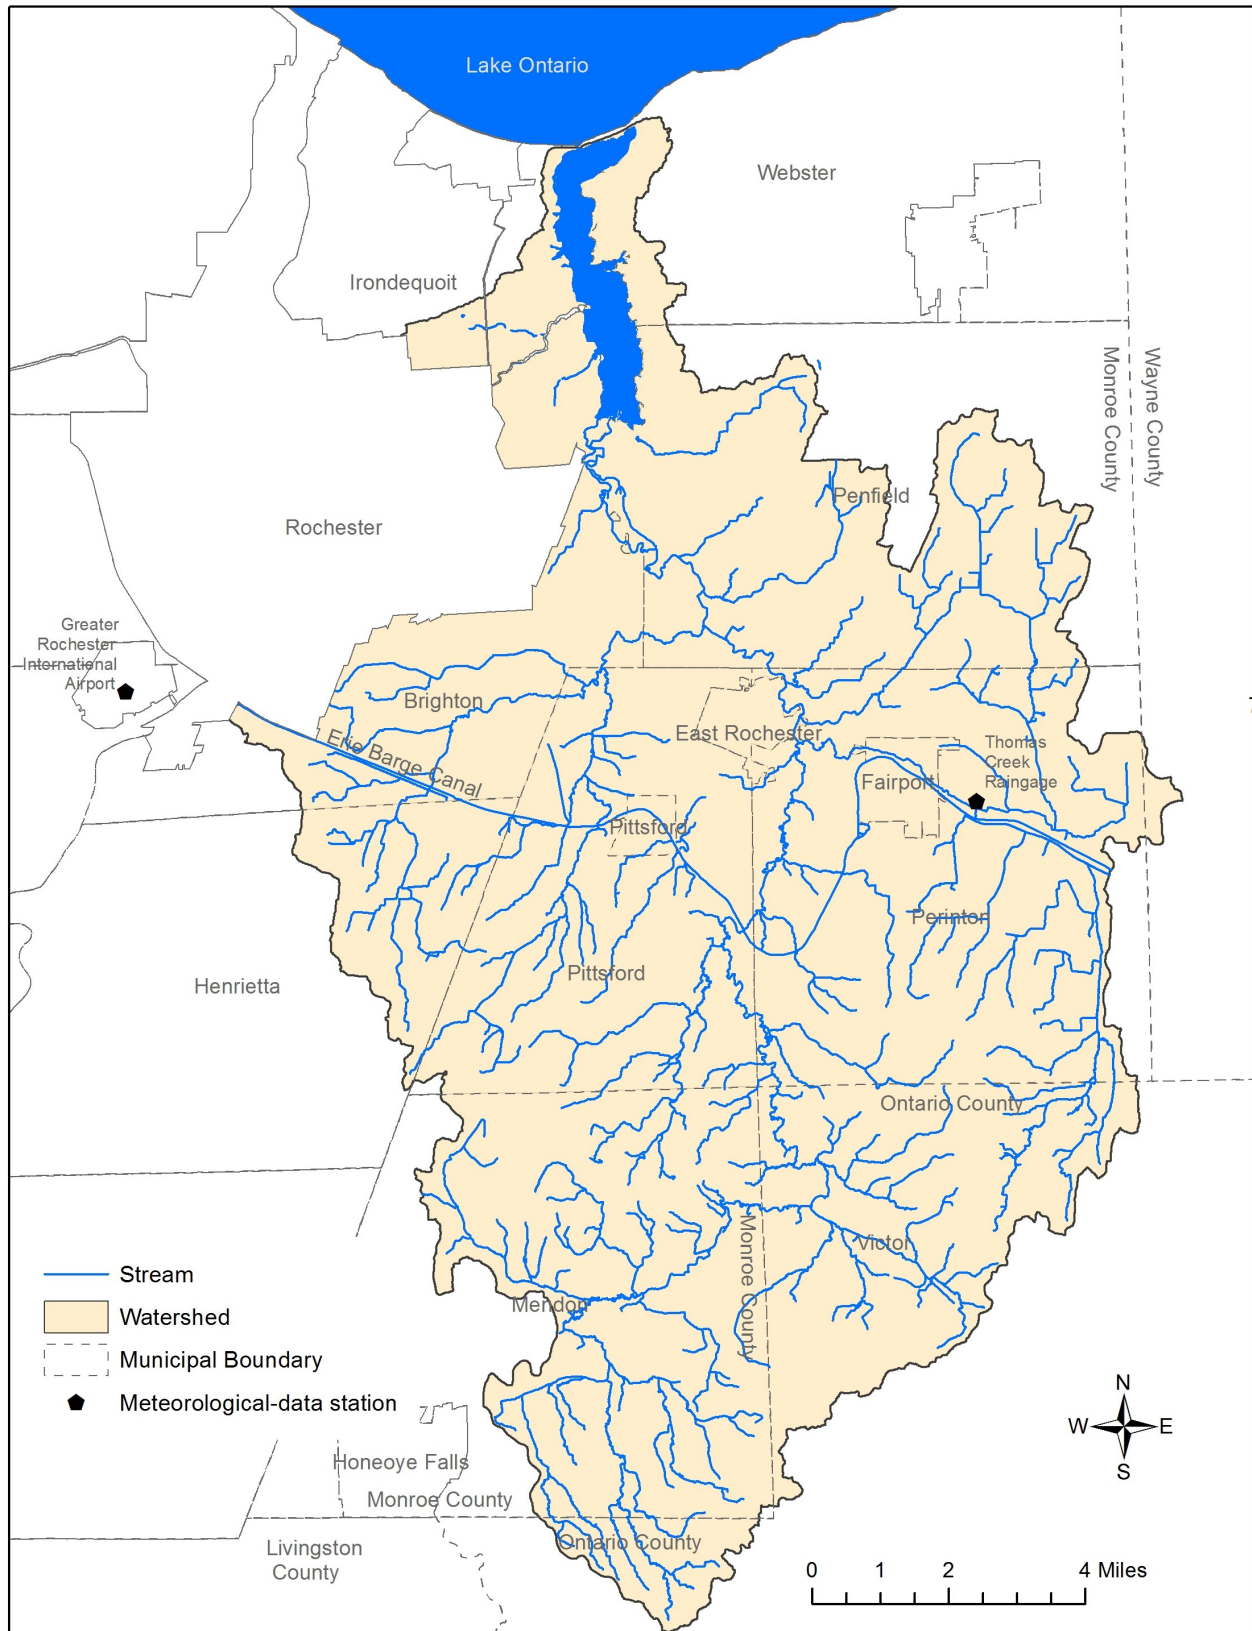 Lake Ontario
Webster
Irondequoit
Monroe County
Wayne County
Penfield
Rochester
Greater
Rochester
International
Airport
Brighton
East Rochester
Erie Barge Canal
Thomas
Creek
Raingage
Fairport
Pittsford
Perinton
Pittsford
Henrietta
Ontario County
Victor
Monroe County
Stream
Mendon
Watershed
Municipal Boundary
Meteorological-data station
N
W
E
S
Honeoye Falls
Monroe County
Ontario County
Livingston
County
0 1 2 4 Miles